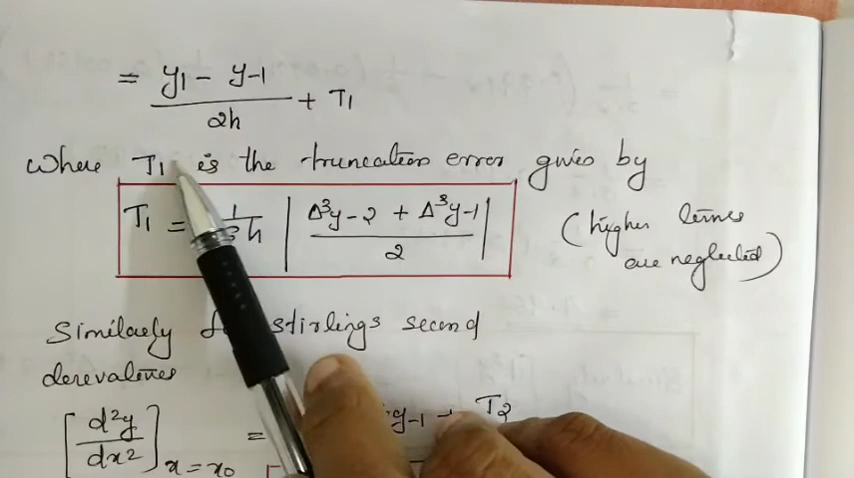 = y1 - y-1 / 2h + T1
Where T1 is the truncation error given by
T1 = 1/ h | Δ³y-2 + Δ³y-1 / 2 | (higher terms
are neglected)
Similarly stirlings second
derevatives
[d²y/dx²] x = x0 = y-1 + T2